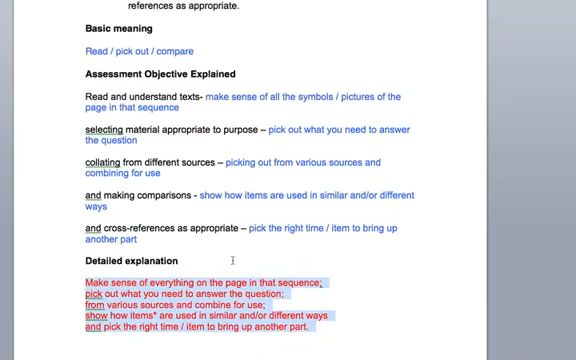 references as appropriate.
Basic meaning
Read / pick out / compare
Assessment Objective Explained
Read and understand texts- make sense of all the symbols / pictures of the
page in that sequence
selecting material appropriate to purpose – pick out what you need to answer
the question
collating from different sources – picking out from various sources and
combining for use;
and making comparisons - show how items are used in similar and/or different
ways
and cross-references as appropriate – pick the right time / item to bring up
another part
Detailed explanation
Make sense of everything on the page in that sequence;
pick out what you need to answer the question;
from various sources and combine for use;
show how items* are used in similar and/or different ways
and pick the right time / item to bring up another part.